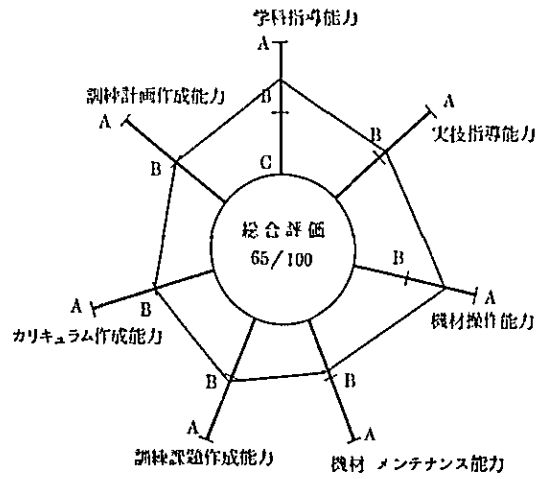 学科指導能力
A
B
C
訓練計画作成能力
A
B
A
B
実技指導能力
総合評価
65/100
B
A
機材操作能力
A
B
カリキュラム作成能力
B
A
訓練課題作成能力
B
A
機材 メンテナンス能力